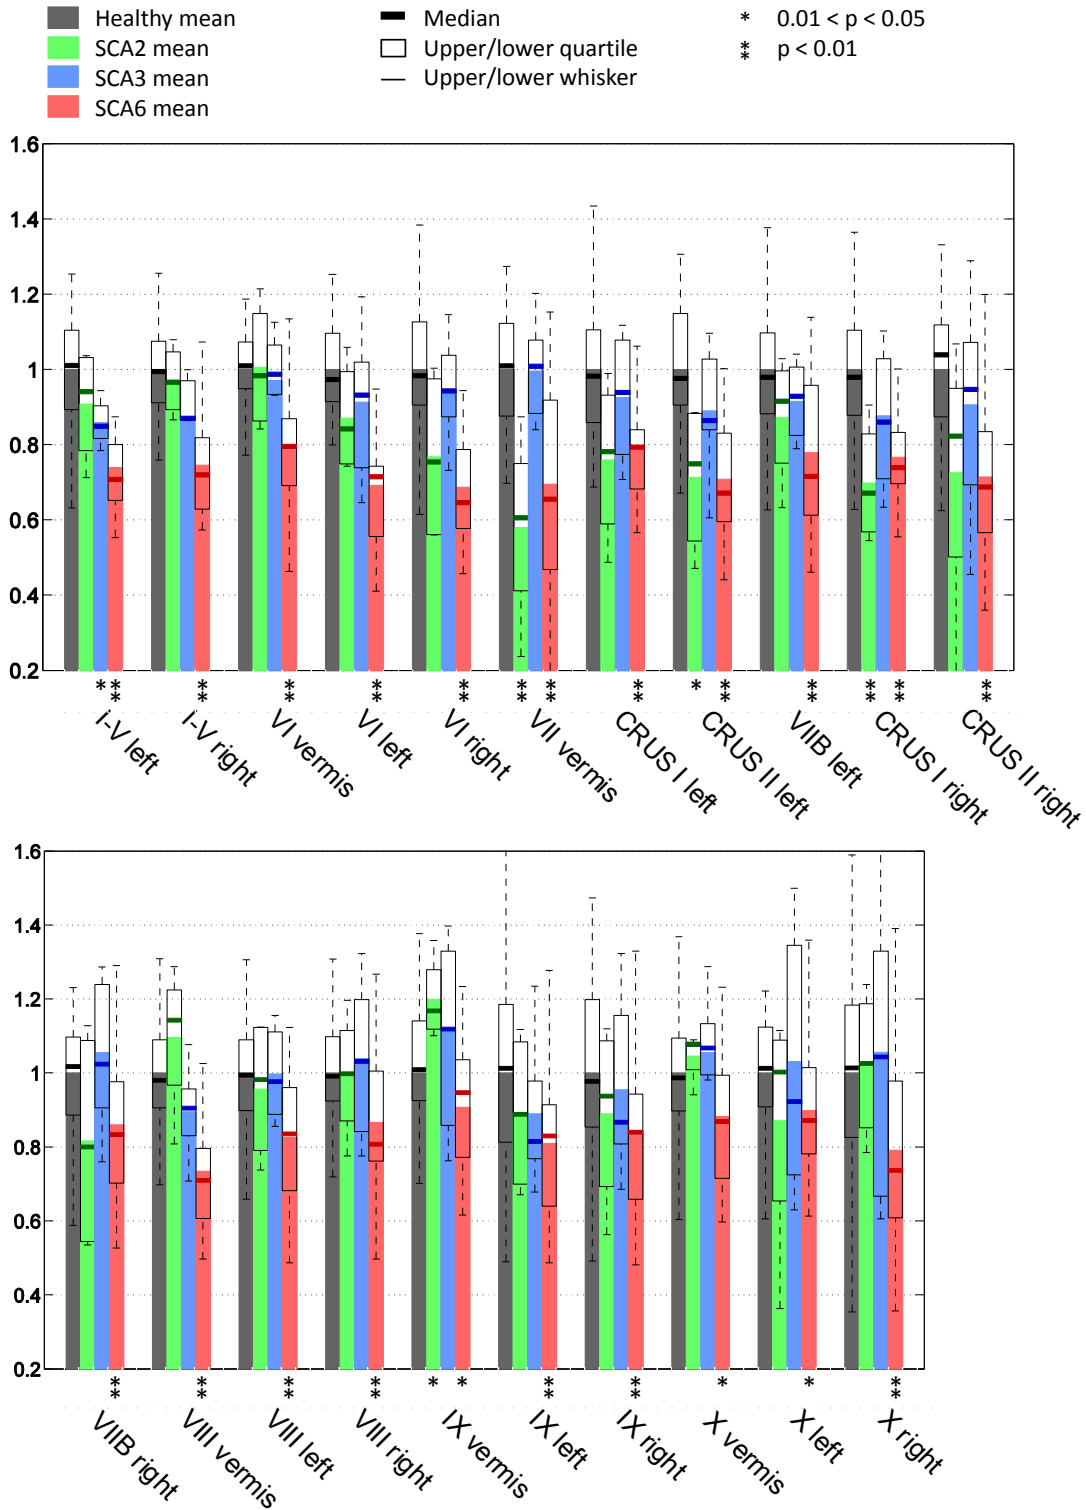 Healthy mean
SCA2 mean
SCA3 mean
SCA6 mean
Median
Upper/lower quartile
Upper/lower whisker
* 0.01 < p < 0.05
** p < 0.01
1.6
1.4
1.2
1
0.8
0.6
0.4
0.2
* ** ** ** ** ** ** ** ** * ** ** ** ** **
i-V left
i-V right
VI vermis
VI left
VI right
VII vermis
CRUS I left
CRUS II left
VIIB left
CRUS I right
CRUS II right
1.6
1.4
1.2
1
0.8
0.6
0.4
0.2
** ** ** ** * * ** ** * * **
VIIB right
VIII vermis
VIII left
VIII right
IX vermis
IX left
IX right
X vermis
X left
X right